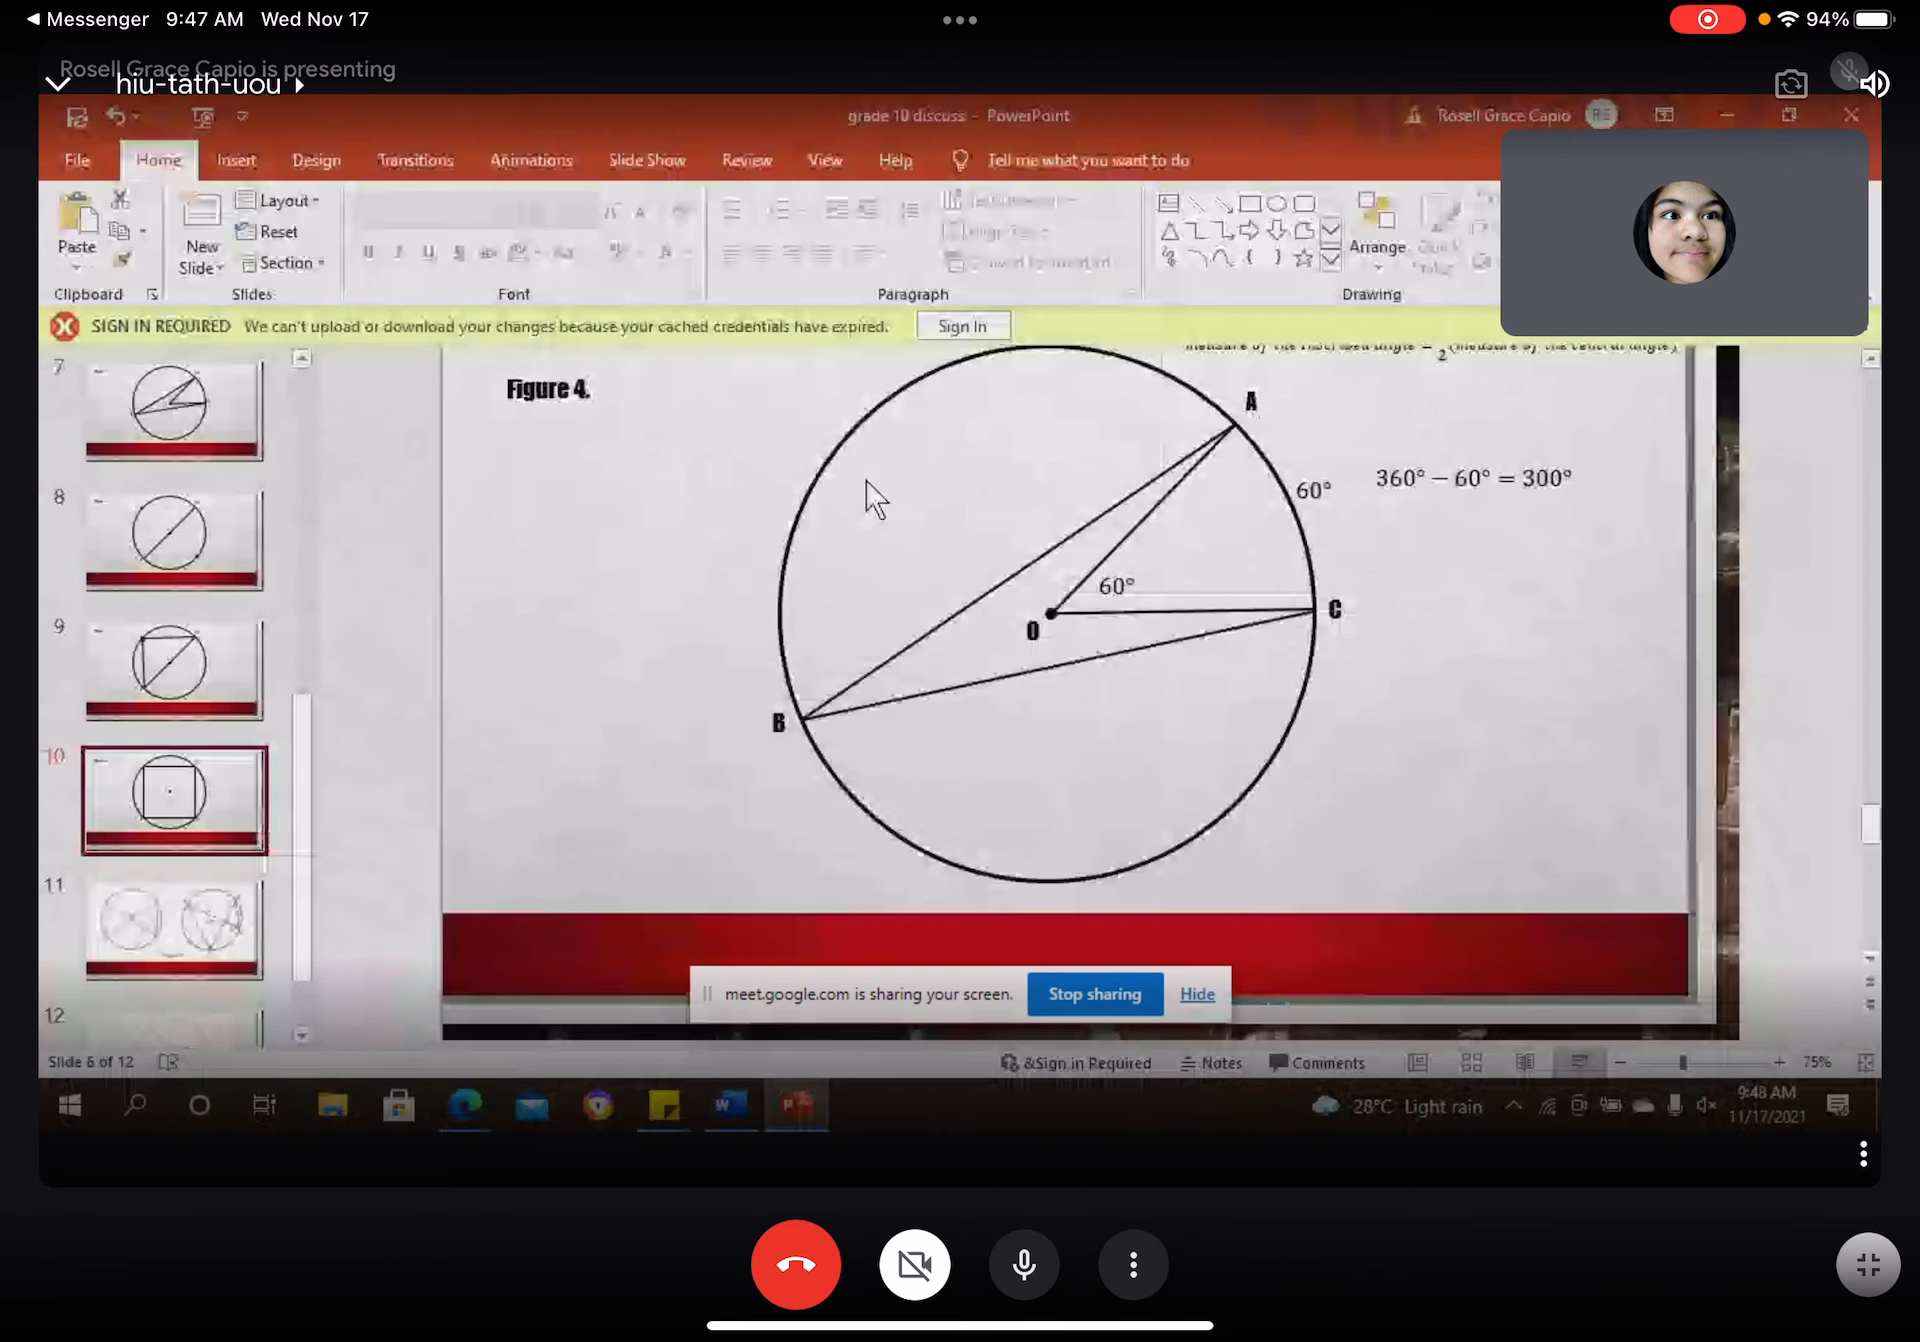 Messenger 9:47 AM Wed Nov 17
94%
Rosell Grace Capio is presenting
hiu-tath-uou
grade 10 discuss - PowerPoint
Rosell Grace Capio
File Home Insert Design Transitions Animations Slide Show Review View Help Tell me what you want to do
Paste
New Slide
Layout
Reset
Section
Arrange
Clipboard Slides Font Paragraph Drawing
SIGN IN REQUIRED We can't upload or download your changes because your cached credentials have expired. Sign In
7
8
9
10
11
12
Figure 4.
A
60° 360° − 60° = 300°
60°
O
C
B
meet.google.com is sharing your screen. Stop sharing Hide
Slide 6 of 12
&Sign in Required Notes Comments 75%
28°C Light rain
9:48 AM
11/17/2021